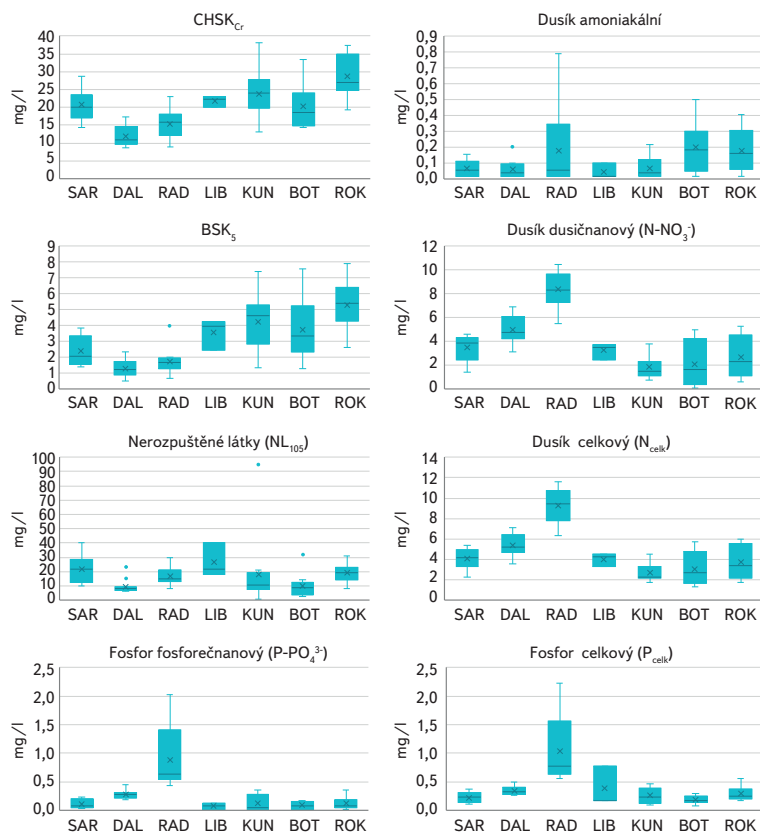 CHSK_Cr
mg/l
40
35
30
25
20
15
10
5
0
SAR DAL RAD LIB KUN BOT ROK
Dusík amoniakální
mg/l
0,9
0,8
0,7
0,6
0,5
0,4
0,3
0,2
0,1
0,0
SAR DAL RAD LIB KUN BOT ROK
BSK₅
mg/l
9
8
7
6
5
4
3
2
1
0
SAR DAL RAD LIB KUN BOT ROK
Dusík dusičnanový (N-NO₃⁻)
mg/l
12
10
8
6
4
2
0
SAR DAL RAD LIB KUN BOT ROK
Nerozpuštěné látky (NL₁₀₅)
mg/l
100
90
80
70
60
50
40
30
20
10
0
SAR DAL RAD LIB KUN BOT ROK
Dusík celkový (N_celk)
mg/l
14
12
10
8
6
4
2
0
SAR DAL RAD LIB KUN BOT ROK
Fosfor fosforečnanový (P-PO₄³⁻)
mg/l
2,5
2,0
1,5
1,0
0,5
0,0
SAR DAL RAD LIB KUN BOT ROK
Fosfor celkový (P_celk)
mg/l
2,5
2,0
1,5
1,0
0,5
0,0
SAR DAL RAD LIB KUN BOT ROK